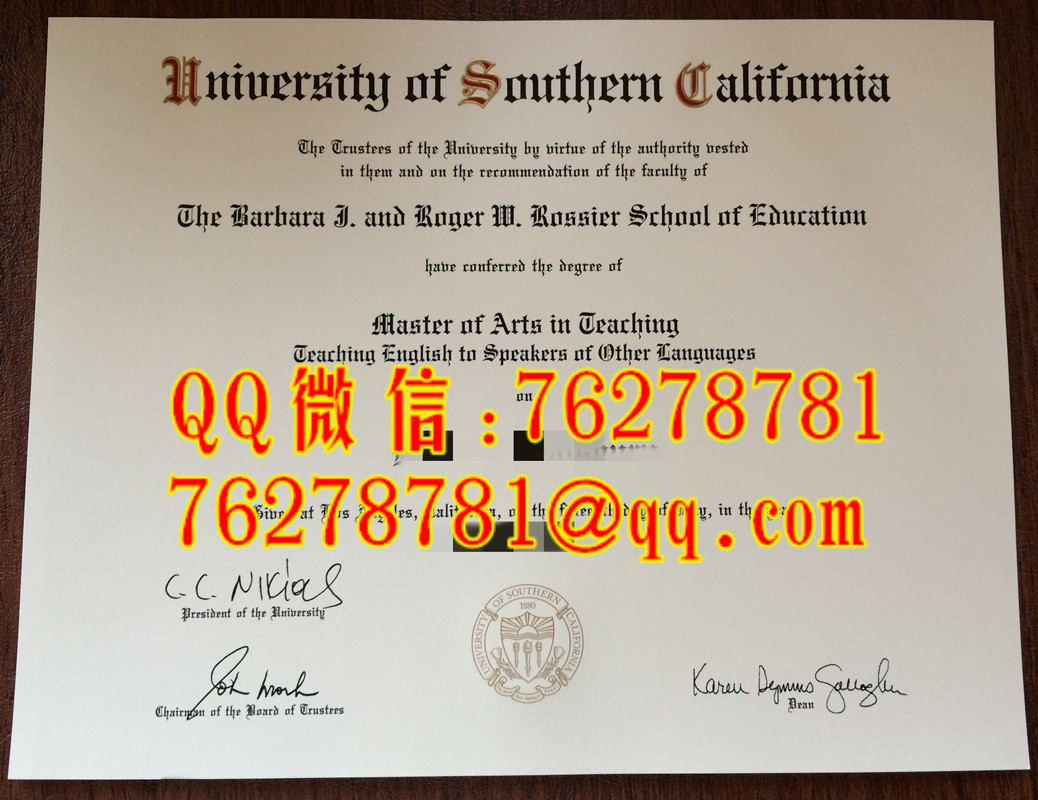 University of Southern California
The Trustees of the University by virtue of the authority vested
in them and on the recommendation of the faculty of
The Barbara J. and Roger W. Rossier School of Education
have conferred the degree of
Master of Arts in Teaching
Teaching English to Speakers of Other Languages
on
QQ微信:76278781
76278781@qq.com
C. C. Nikias
President of the University
Chairman of the Board of Trustees
UNIVERSITY OF SOUTHERN CALIFORNIA
1880
Karen Symms Gallagher
Dean